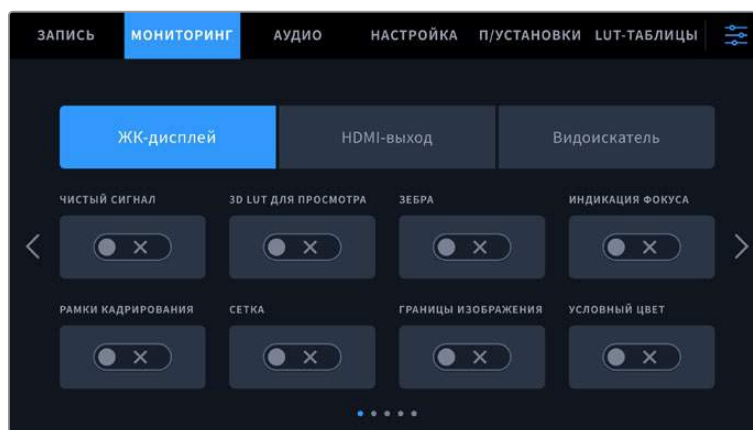 ЗАПИСЬ МОНИТОРИНГ АУДИО НАСТРОЙКА П/УСТАНОВКИ LUT-ТАБЛИЦЫ
ЖК-дисплей HDMI-выход Видоискатель
ЧИСТЫЙ СИГНАЛ 3D LUT ДЛЯ ПРОСМОТРА ЗЕБРА ИНДИКАЦИЯ ФОКУСА
РАМКИ КАДРИРОВАНИЯ СЕТКА ГРАНИЦЫ ИЗОБРАЖЕНИЯ УСЛОВНЫЙ ЦВЕТ